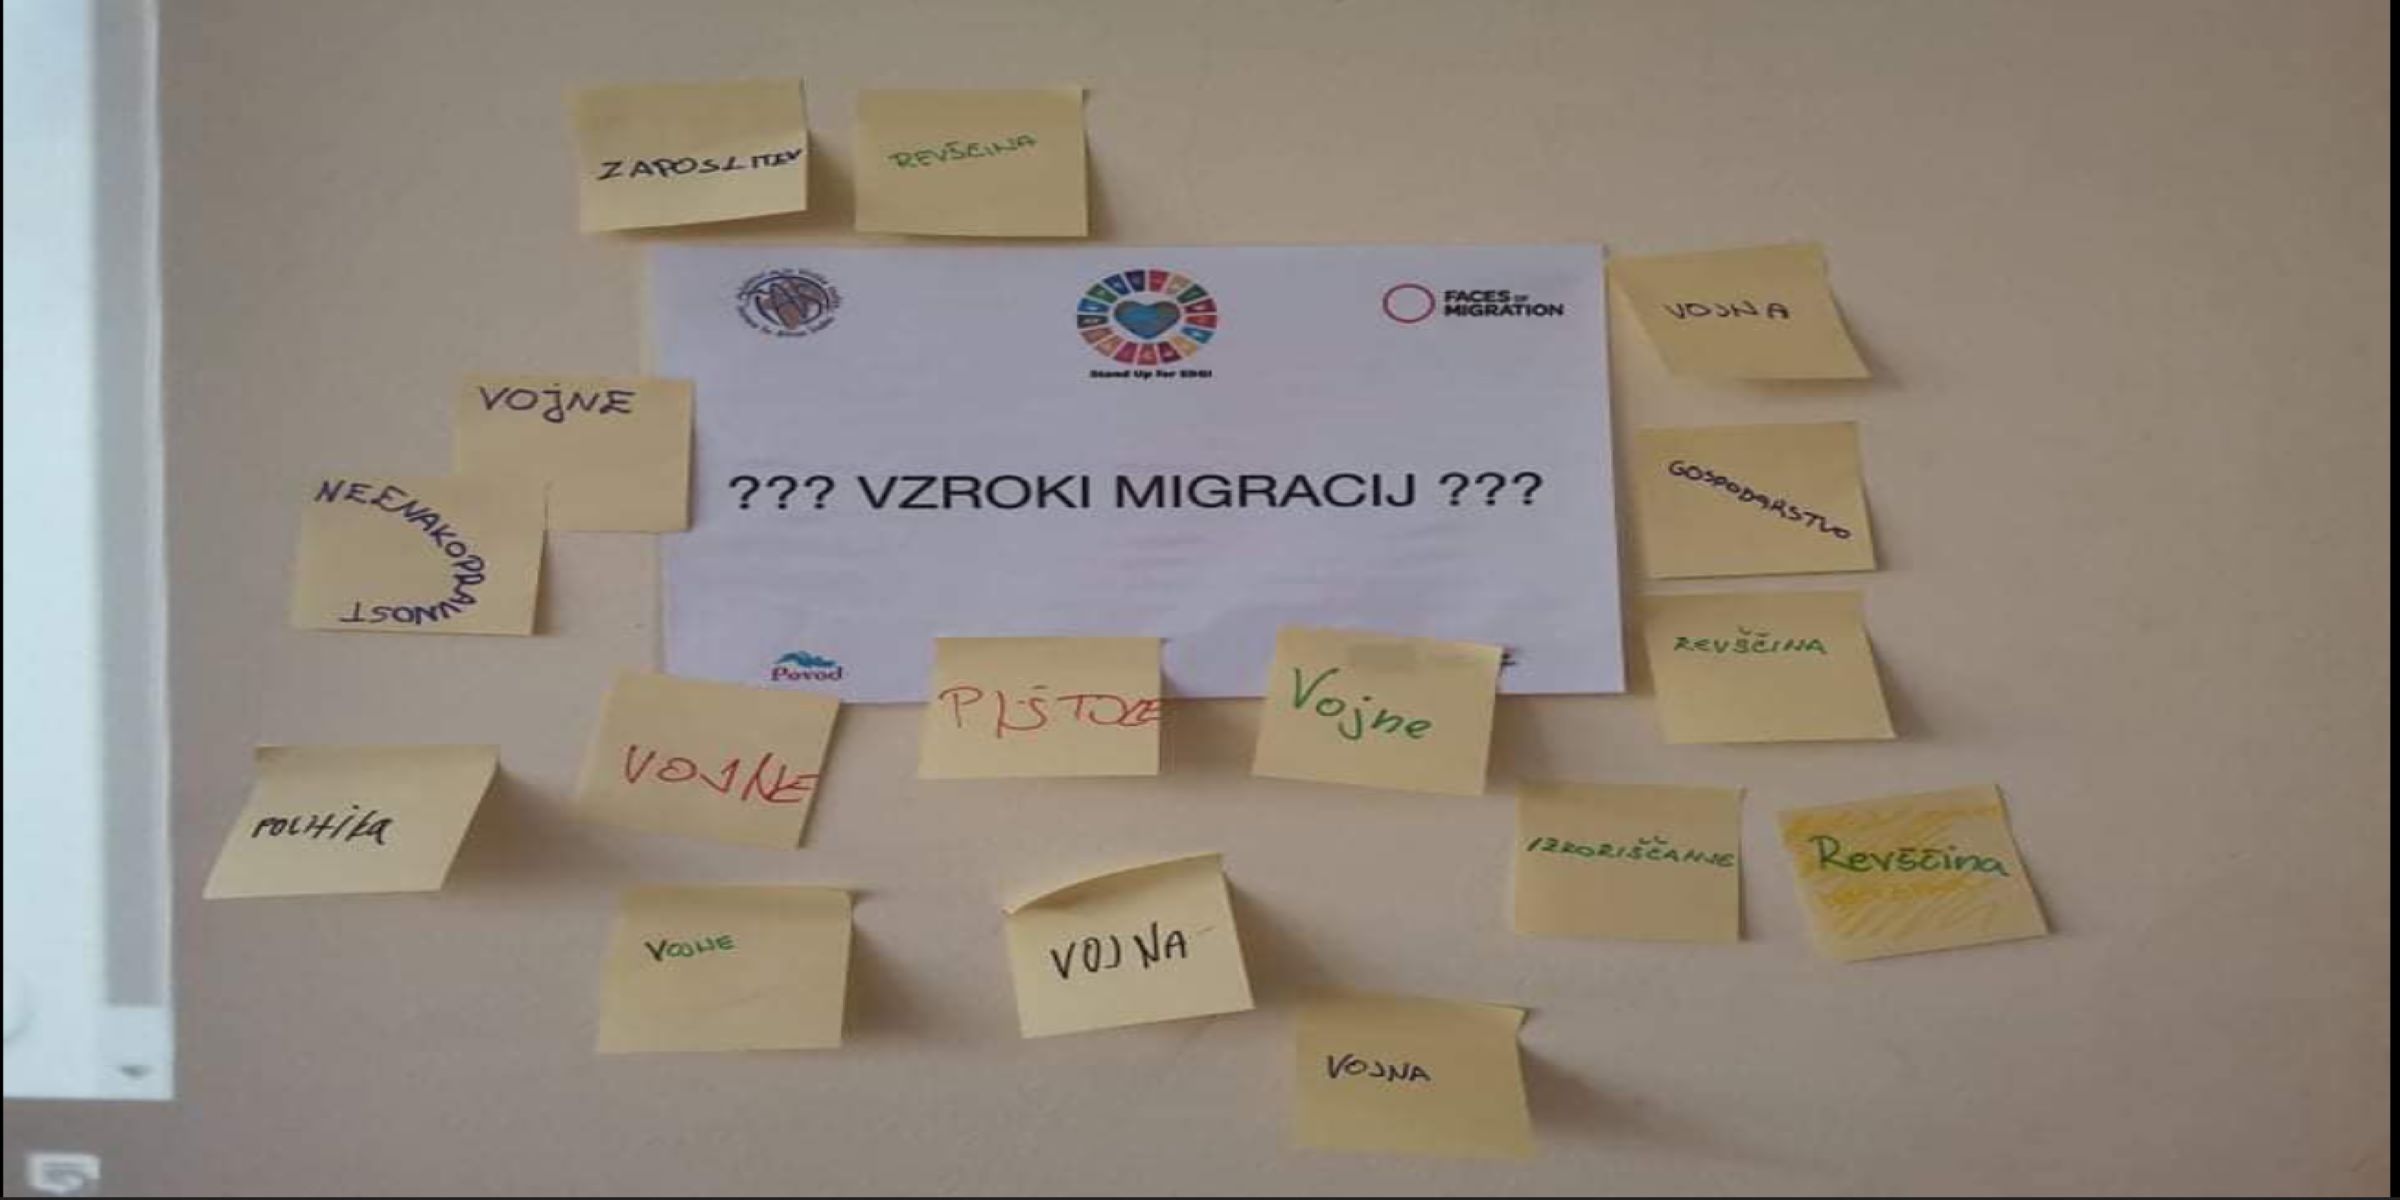 ZAPOSLITEV
REVŠČINA
FACES OF
MIGRATION
Stand Up For SDG!
VOJNA
VOJNE
??? VZROKI MIGRACIJ ???
GOSPODARSTVO
NEENAKOPRAVNOST
REVŠČINA
Povod
PIŠTOLE
Vojne
VOJNE
POLitika
IZKORIŠČANJE
Revščina
VOJNE
VOJNA
VOJNA